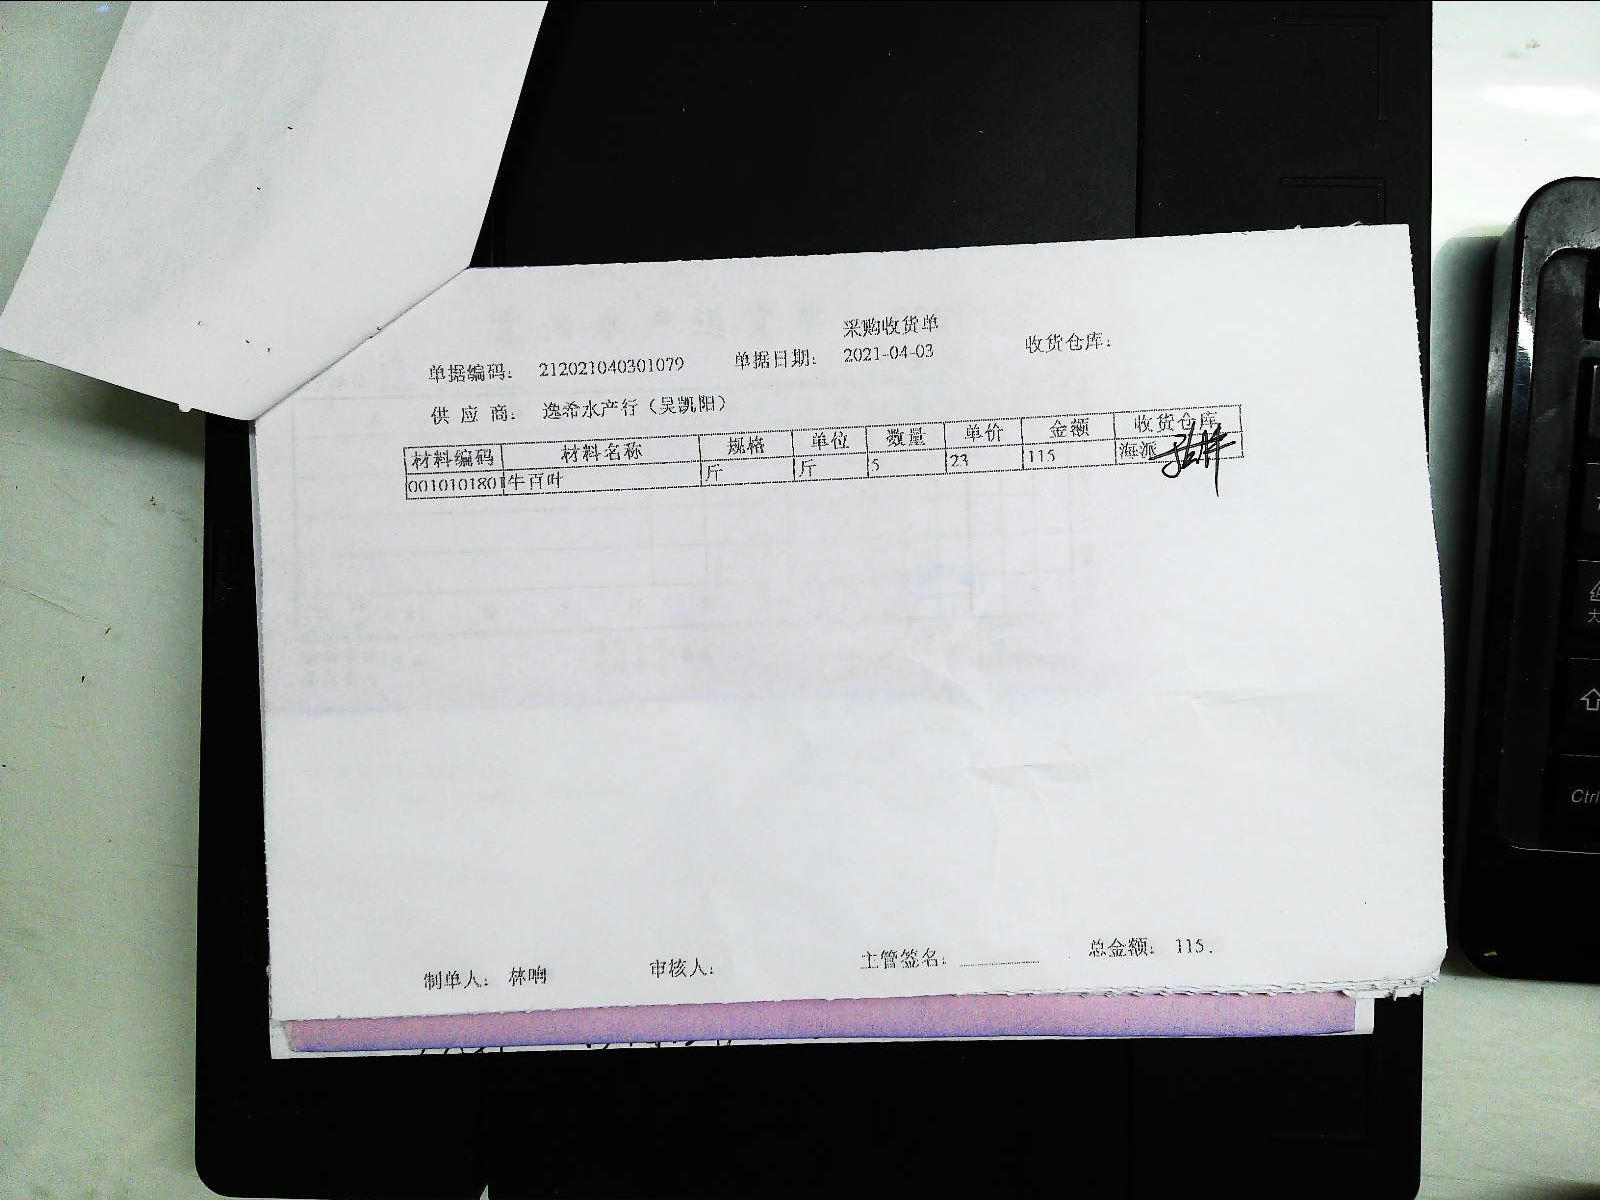 采购收货单
单据编码： 212021040301079 单据日期： 2021-04-03 收货仓库：
供 应 商： 逸希水产行（吴凯阳）
材料编码 材料名称 规格 单位 数量 单价 金额 收货仓库
0010101801 牛百叶 斤 斤 5 23 115 海派
制单人： 林响 审核人： 主管签名： 总金额： 115.
Ctrl